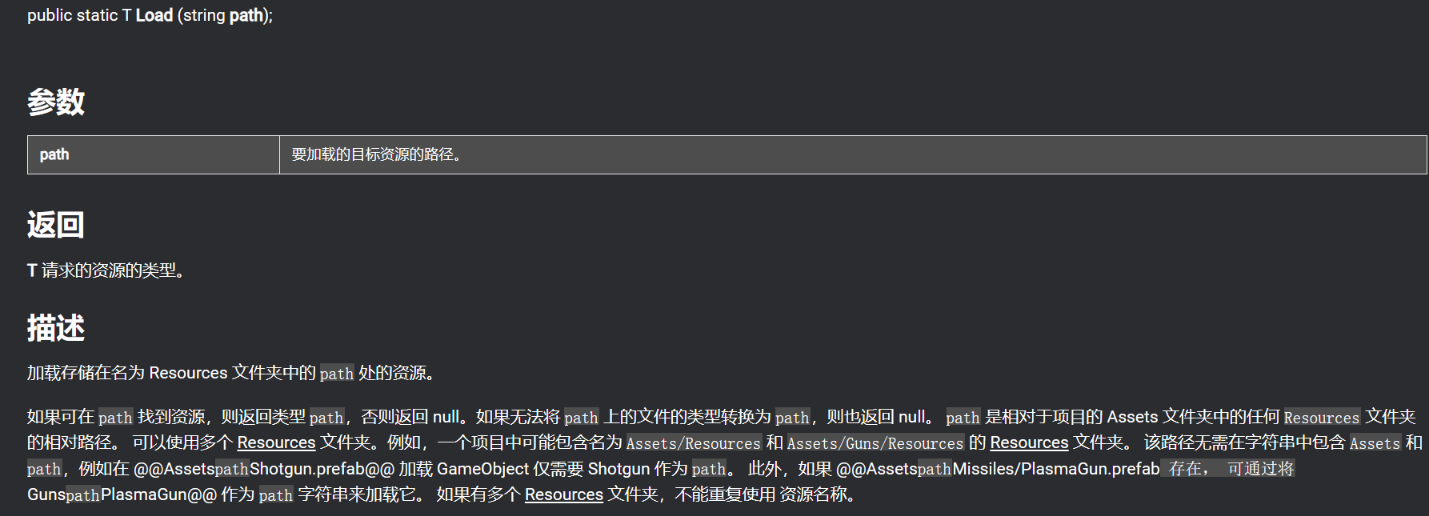 public static T Load (string path);
参数
path 要加载的目标资源的路径。
返回
T 请求的资源的类型。
描述
加载存储在名为 Resources 文件夹中的 path 处的资源。
如果可在 path 找到资源，则返回类型 path，否则返回 null。如果无法将 path 上的文件的类型转换为 path，则也返回 null。 path 是相对于项目的 Assets 文件夹中的任何 Resources 文件夹
的相对路径。 可以使用多个 Resources 文件夹。例如，一个项目中可能包含名为 Assets/Resources 和 Assets/Guns/Resources 的 Resources 文件夹。 该路径无需在字符串中包含 Assets 和
path，例如在 @@AssetspathShotgun.prefab@@ 加载 GameObject 仅需要 Shotgun 作为 path。 此外，如果 @@AssetspathMissiles/PlasmaGun.prefab 存在， 可通过将
GunspathPlasmaGun@@ 作为 path 字符串来加载它。 如果有多个 Resources 文件夹，不能重复使用 资源名称。